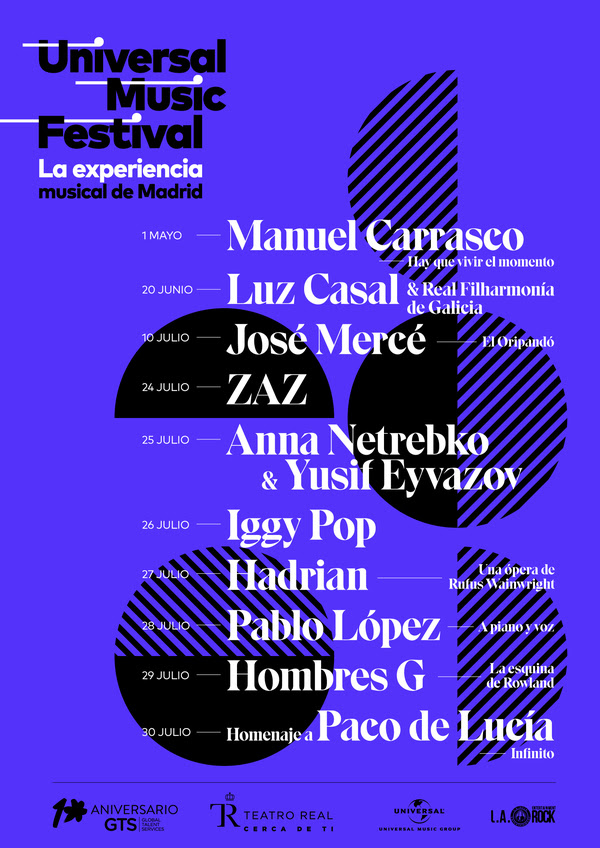 Universal
Music
Festival
La experiencia
musical de Madrid
1 MAYO
Manuel Carrasco
Hay que vivir el momento
20 JUNIO
Luz Casal & Real Filharmonía
de Galicia
10 JULIO
José Mercé
El Oripandó
24 JULIO
ZAZ
25 JULIO
Anna Netrebko
& Yusif Eyvazov
26 JULIO
Iggy Pop
27 JULIO
Hadrian
Una ópera de
Rufus Wainwright
28 JULIO
Pablo López
A piano y voz
29 JULIO
Hombres G
La esquina
de Rowland
30 JULIO
Homenaje a Paco de Lucía
Infinito
10 ANIVERSARIO
GTS GLOBAL
TALENT
SERVICES
TR TEATRO REAL
CERCA DE TI
UNIVERSAL
UNIVERSAL MUSIC GROUP
L.A. ROCK